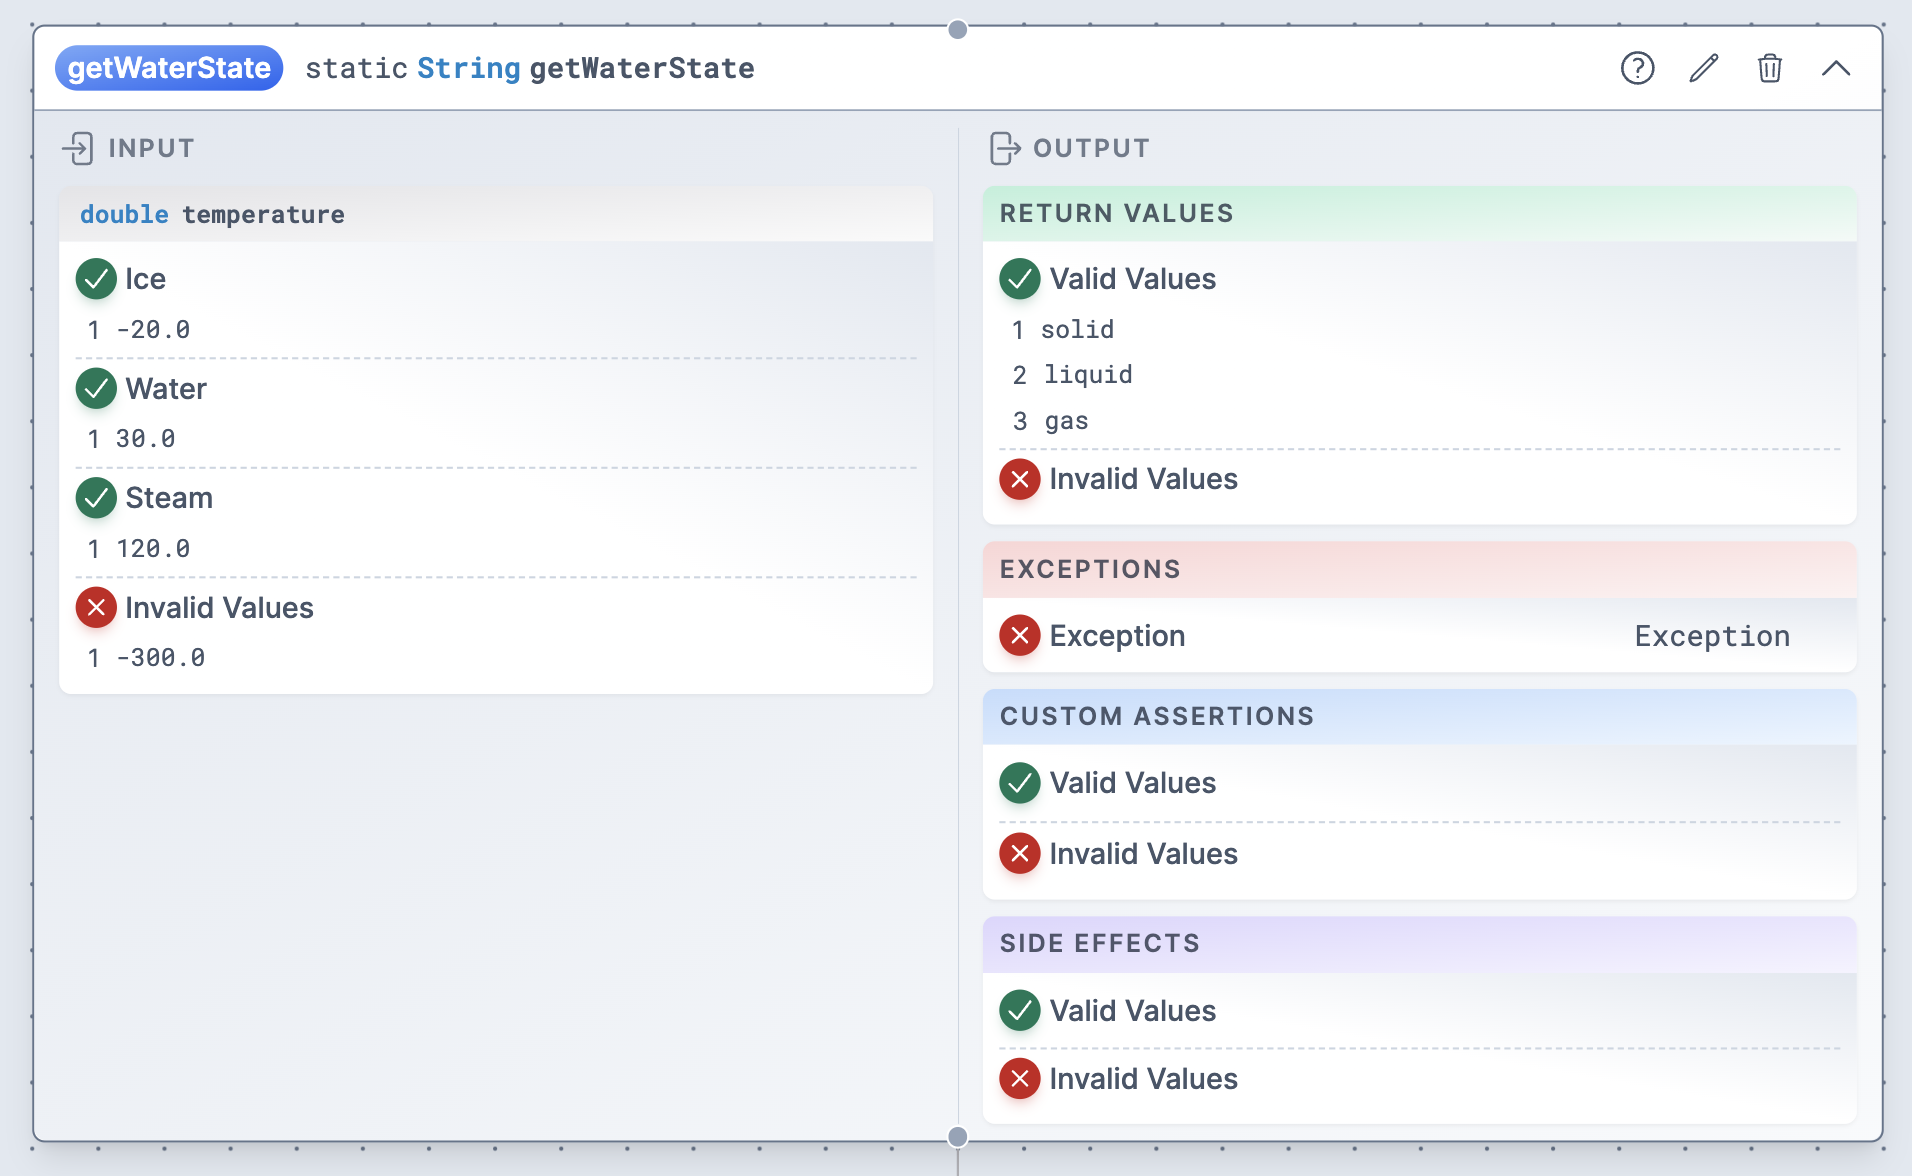 getWaterState static String getWaterState
INPUT
double temperature
Ice
1 -20.0
Water
1 30.0
Steam
1 120.0
Invalid Values
1 -300.0
OUTPUT
RETURN VALUES
Valid Values
1 solid
2 liquid
3 gas
Invalid Values
EXCEPTIONS
Exception Exception
CUSTOM ASSERTIONS
Valid Values
Invalid Values
SIDE EFFECTS
Valid Values
Invalid Values